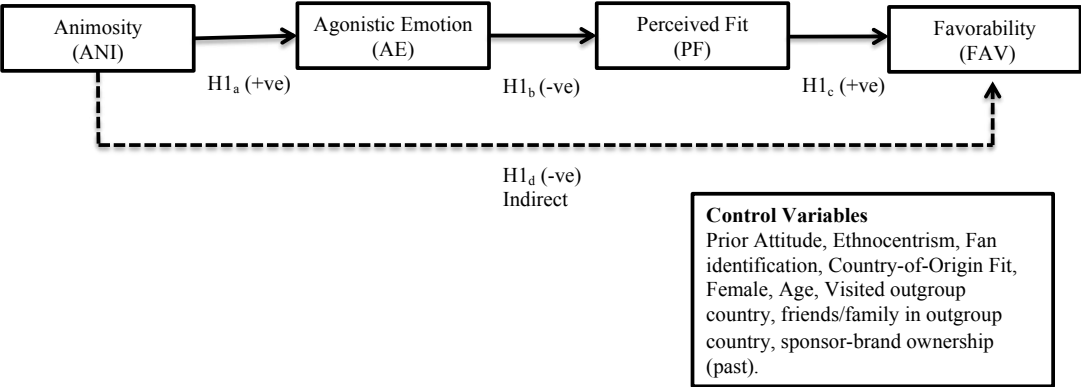 Animosity
(ANI)
Agonistic Emotion
(AE)
Perceived Fit
(PF)
Favorability
(FAV)
H1a (+ve)
H1b (-ve)
H1c (+ve)
H1d (-ve)
Indirect
Control Variables
Prior Attitude, Ethnocentrism, Fan
identification, Country-of-Origin Fit,
Female, Age, Visited outgroup
country, friends/family in outgroup
country, sponsor-brand ownership
(past).